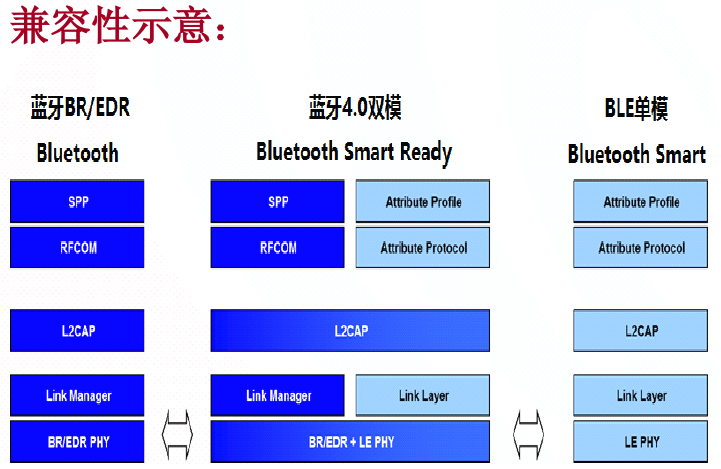 兼容性示意：
蓝牙BR/EDR
Bluetooth
SPP
RFCOM
L2CAP
Link Manager
BR/EDR PHY
蓝牙4.0双模
Bluetooth Smart Ready
SPP
Attribute Profile
RFCOM
Attribute Protocol
L2CAP
Link Manager
Link Layer
BR/EDR + LE PHY
BLE单模
Bluetooth Smart
Attribute Profile
Attribute Protocol
L2CAP
Link Layer
LE PHY